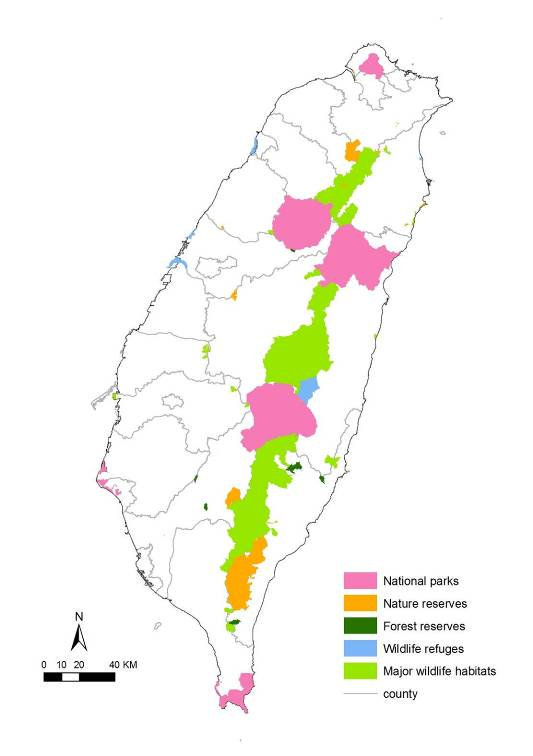 National parks
Nature reserves
Forest reserves
Wildlife refuges
Major wildlife habitats
county
N
0 10 20 40 KM